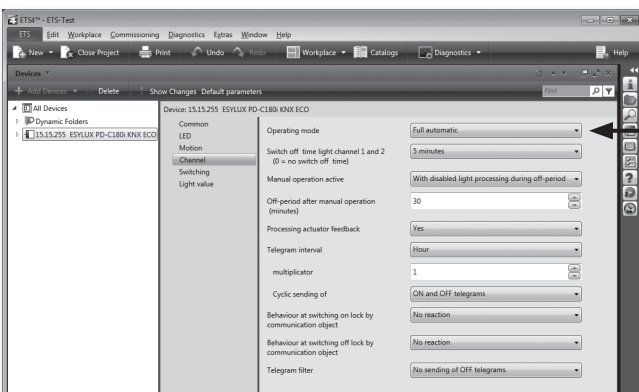 ETS4™ - ETS-Test
ETS Edit Workplace Commissioning Diagnostics Extras Window Help
New Close Project Print Undo Redo Workplace Catalogs Diagnostics Help
Devices
Add Devices Delete Show Changes Default parameters Find
All Devices
Dynamic Folders
15.15.255 ESYLUX PD-C180i KNX ECO
Device: 15.15.255 ESYLUX PD-C180i KNX ECO
Common
LED
Motion
Channel
Switching
Light value
Operating mode Full automatic
Switch off time light channel 1 and 2 5 minutes
(0 = no switch off time)
Manual operation active With disabled light processing during off-period
Off-period after manual operation 30
(minutes)
Processing actuator feedback Yes
Telegram interval Hour
multiplicator 1
Cyclic sending of ON and OFF telegrams
Behaviour at switching on lock by No reaction
communication object
Behaviour at switching off lock by No reaction
communication object
Telegram filter No sending of OFF telegrams